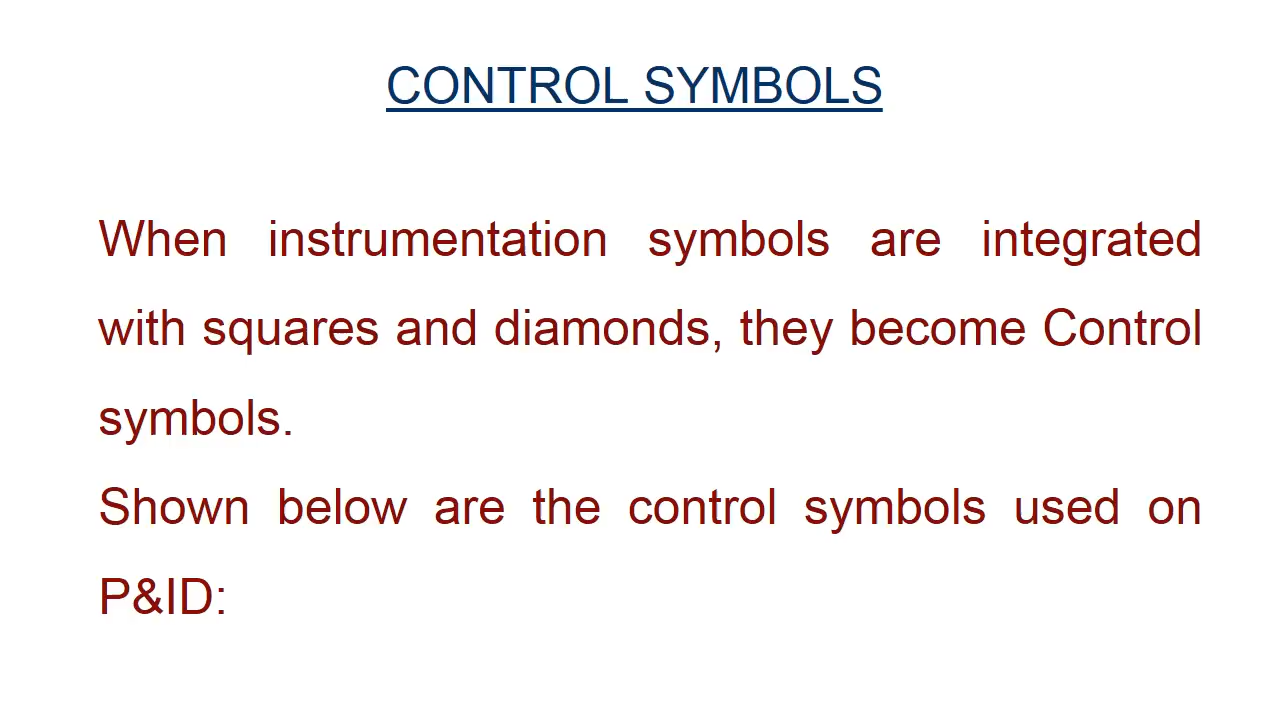 CONTROL SYMBOLS
When instrumentation symbols are integrated
with squares and diamonds, they become Control
symbols.
Shown below are the control symbols used on
P&ID: